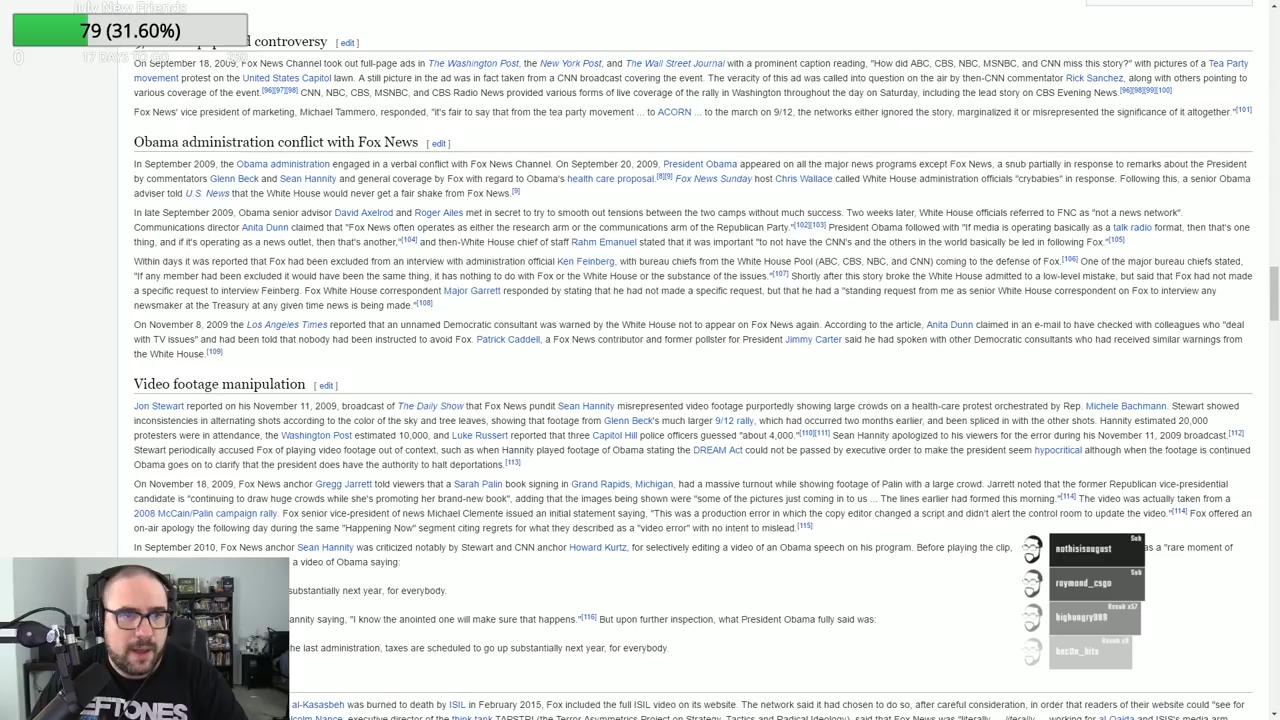 July New Friends
79 (31.60%)
0 17 DAYS TO GO 250
controversy [ edit ]
On September 18, 2009, Fox News Channel took out full-page ads in The Washington Post, the New York Post, and The Wall Street Journal with a prominent caption reading, "How did ABC, CBS, NBC, MSNBC, and CNN miss this story?" with pictures of a Tea Party
movement protest on the United States Capitol lawn. A still picture in the ad was in fact taken from a CNN broadcast covering the event. The veracity of this ad was called into question on the air by then-CNN commentator Rick Sanchez, along with others pointing to
various coverage of the event.[96][97][98] CNN, NBC, CBS, MSNBC, and CBS Radio News provided various forms of live coverage of the rally in Washington throughout the day on Saturday, including the lead story on CBS Evening News.[96][98][99][100]
Fox News' vice president of marketing, Michael Tammero, responded, "it's fair to say that from the tea party movement ... to ACORN ... to the march on 9/12, the networks either ignored the story, marginalized it or misrepresented the significance of it altogether."[101]
Obama administration conflict with Fox News [ edit ]
In September 2009, the Obama administration engaged in a verbal conflict with Fox News Channel. On September 20, 2009, President Obama appeared on all the major news programs except Fox News, a snub partially in response to remarks about the President
by commentators Glenn Beck and Sean Hannity and general coverage by Fox with regard to Obama's health care proposal.[8][9] Fox News Sunday host Chris Wallace called White House administration officials "crybabies" in response. Following this, a senior Obama
adviser told U.S. News that the White House would never get a fair shake from Fox News.[9]
In late September 2009, Obama senior advisor David Axelrod and Roger Ailes met in secret to try to smooth out tensions between the two camps without much success. Two weeks later, White House officials referred to FNC as "not a news network".
Communications director Anita Dunn claimed that "Fox News often operates as either the research arm or the communications arm of the Republican Party."[102][103] President Obama followed with "If media is operating basically as a talk radio format, then that's one
thing, and if it's operating as a news outlet, then that's another,"[104] and then-White House chief of staff Rahm Emanuel stated that it was important "to not have the CNN's and the others in the world basically be led in following Fox."[105]
Within days it was reported that Fox had been excluded from an interview with administration official Ken Feinberg, with bureau chiefs from the White House Pool (ABC, CBS, NBC, and CNN) coming to the defense of Fox.[106] One of the major bureau chiefs stated,
"If any member had been excluded it would have been the same thing, it has nothing to do with Fox or the White House or the substance of the issues."[107] Shortly after this story broke the White House admitted to a low-level mistake, but said that Fox had not made
a specific request to interview Feinberg. Fox White House correspondent Major Garrett responded by stating that he had not made a specific request, but that he had a "standing request from me as senior White House correspondent on Fox to interview any
newsmaker at the Treasury at any given time news is being made."[108]
On November 8, 2009 the Los Angeles Times reported that an unnamed Democratic consultant was warned by the White House not to appear on Fox News again. According to the article, Anita Dunn claimed in an e-mail to have checked with colleagues who "deal
with TV issues" and had been told that nobody had been instructed to avoid Fox. Patrick Caddell, a Fox News contributor and former pollster for President Jimmy Carter said he had spoken with other Democratic consultants who had received similar warnings from
the White House.[109]
Video footage manipulation [ edit ]
Jon Stewart reported on his November 11, 2009, broadcast of The Daily Show that Fox News pundit Sean Hannity misrepresented video footage purportedly showing large crowds on a health-care protest orchestrated by Rep. Michele Bachmann. Stewart showed
inconsistencies in alternating shots according to the color of the sky and tree leaves, showing that footage from Glenn Beck's much larger 9/12 rally, which had occurred two months earlier, and been spliced in with the other shots. Hannity estimated 20,000
protesters were in attendance, the Washington Post estimated 10,000, and Luke Russert reported that three Capitol Hill police officers guessed "about 4,000."[110][111] Sean Hannity apologized to his viewers for the error during his November 11, 2009 broadcast.[112]
Stewart periodically accused Fox of playing video footage out of context, such as when Hannity played footage of Obama stating the DREAM Act could not be passed by executive order to make the president seem hypocritical although when the footage is continued
Obama goes on to clarify that the president does have the authority to halt deportations.[113]
On November 18, 2009, Fox News anchor Gregg Jarrett told viewers that a Sarah Palin book signing in Grand Rapids, Michigan, had a massive turnout while showing footage of Palin with a large crowd. Jarrett noted that the former Republican vice-presidential
candidate is "continuing to draw huge crowds while she's promoting her brand-new book", adding that the images being shown were "some of the pictures just coming in to us ... The lines earlier had formed this morning."[114] The video was actually taken from a
2008 McCain/Palin campaign rally. Fox senior vice-president of news Michael Clemente issued an initial statement saying, "This was a production error in which the copy editor changed a script and didn't alert the control room to update the video."[114] Fox offered an
on-air apology the following day during the same "Happening Now" segment citing regrets for what they described as a "video error" with no intent to mislead.[115]
In September 2010, Fox News anchor Sean Hannity was criticized notably by Stewart and CNN anchor Howard Kurtz, for selectively editing a video of an Obama speech on his program. Before playing the clip, as a "rare moment of
a video of Obama saying:
substantially next year, for everybody.
annity saying, "I know the anointed one will make sure that happens."[116] But upon further inspection, what President Obama fully said was:
he last administration, taxes are scheduled to go up substantially next year, for everybody.
Sub
nothisisaugust
Sub
raymond_csgo
Resub x57
bighungry989
al-Kasasbeh was burned to death by ISIL in February 2015, Fox included the full ISIL video on its website. The network said it had chosen to do so, after careful consideration, in order that readers of their website could "see for
DEFTONES